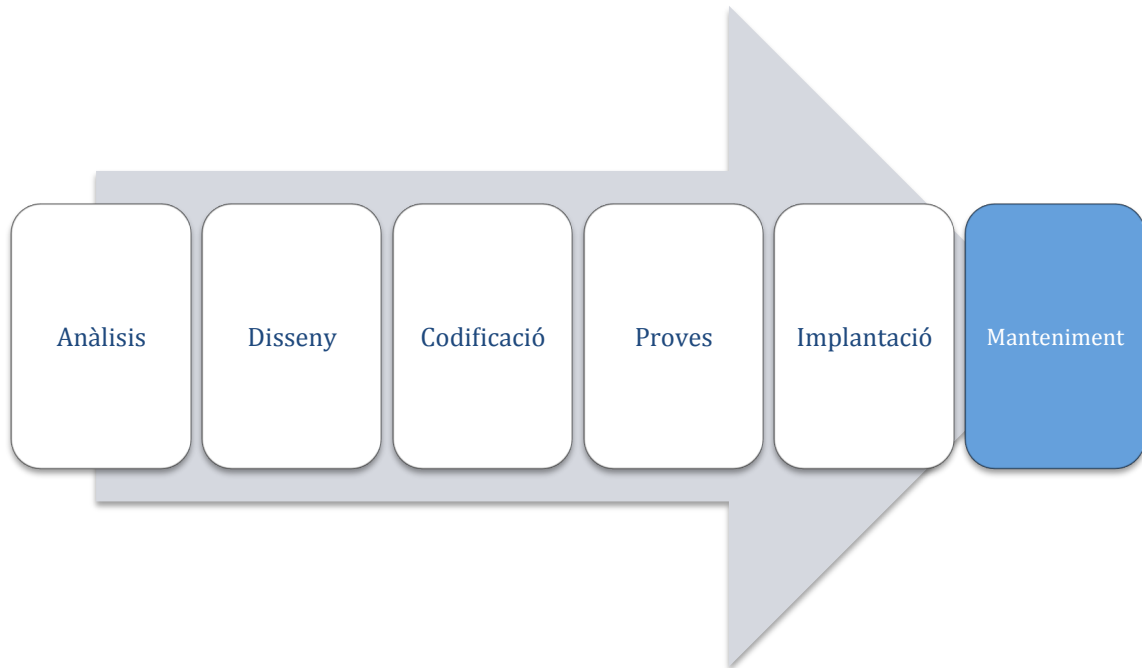 Anàlisis
Disseny
Codificació
Proves
Implantació
Manteniment